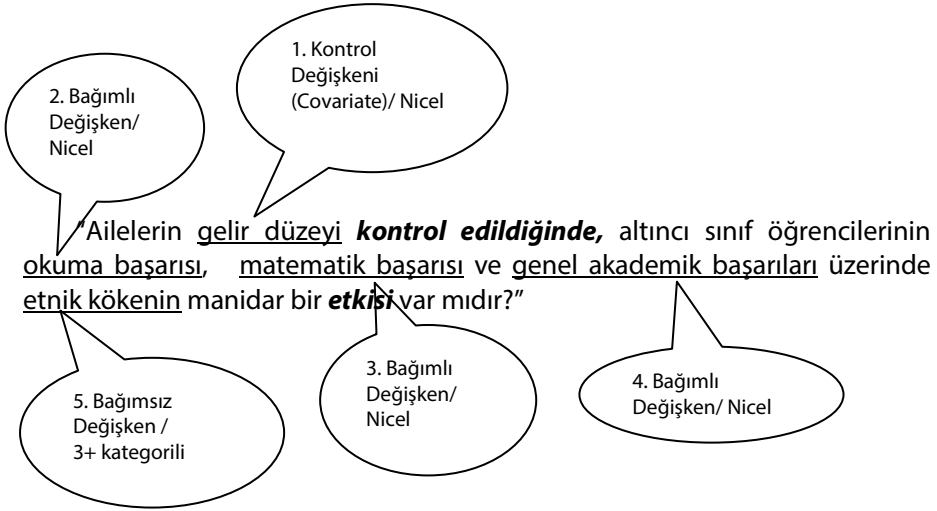 1. Kontrol
Değişkeni
(Covariate)/ Nicel
2. Bağımlı
Değişken/
Nicel
"Ailelerin gelir düzeyi kontrol edildiğinde, altıncı sınıf öğrencilerinin
okuma başarısı, matematik başarısı ve genel akademik başarıları üzerinde
etnik kökenin manidar bir etkisi var mıdır?"
3. Bağımlı
Değişken/
Nicel
4. Bağımlı
Değişken/ Nicel
5. Bağımsız
Değişken /
3+ kategorili